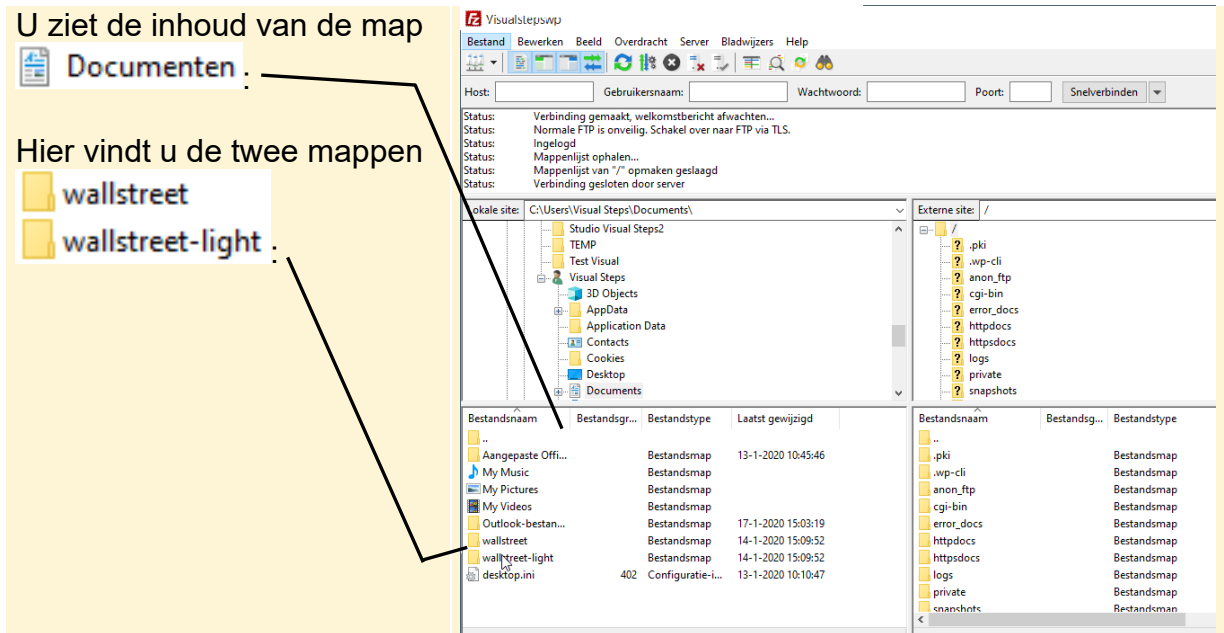 U ziet de inhoud van de map
Documenten.
Hier vindt u de twee mappen
wallstreet
wallstreet-light.
Visualstepswp
Bestand Bewerken Beeld Overdracht Server Bladwijzers Help
Host: Gebruikersnaam: Wachtwoord: Poort: Snelverbinden
Status: Verbinding gemaakt, welkomstbericht afwachten...
Status: Normale FTP is onveilig. Schakel over naar FTP via TLS.
Status: Ingelogd
Status: Mappenlijst ophalen...
Status: Mappenlijst van "/" opmaken geslaagd
Status: Verbinding gesloten door server
Lokale site: C:\Users\Visual Steps\Documents\
Studio Visual Steps2
TEMP
Test Visual
Visual Steps
3D Objects
AppData
Application Data
Contacts
Cookies
Desktop
Documents
Externe site: /
/
.pki
.wp-cli
anon_ftp
cgi-bin
error_docs
httpdocs
httpsdocs
logs
private
snapshots
Bestandsnaam Bestandsgr... Bestandstype Laatst gewijzigd
..
Aangepaste Offi... Bestandsmap 13-1-2020 10:45:46
My Music Bestandsmap
My Pictures Bestandsmap
My Videos Bestandsmap
Outlook-bestan... Bestandsmap 17-1-2020 15:03:19
wallstreet Bestandsmap 14-1-2020 15:09:52
wallstreet-light Bestandsmap 14-1-2020 15:09:52
desktop.ini 402 Configuratie-i... 13-1-2020 10:10:47
Bestandsnaam Bestandsg... Bestandstype
..
.pki Bestandsmap
.wp-cli Bestandsmap
anon_ftp Bestandsmap
cgi-bin Bestandsmap
error_docs Bestandsmap
httpdocs Bestandsmap
httpsdocs Bestandsmap
logs Bestandsmap
private Bestandsmap
snapshots Bestandsmap